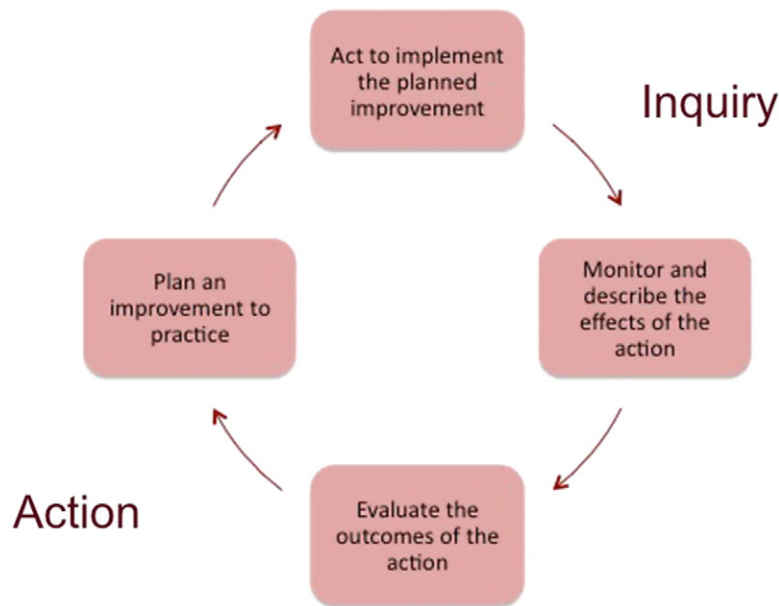 Act to implement
the planned
improvement
Inquiry
Plan an
improvement to
practice
Monitor and
describe the
effects of the
action
Action
Evaluate the
outcomes of the
action